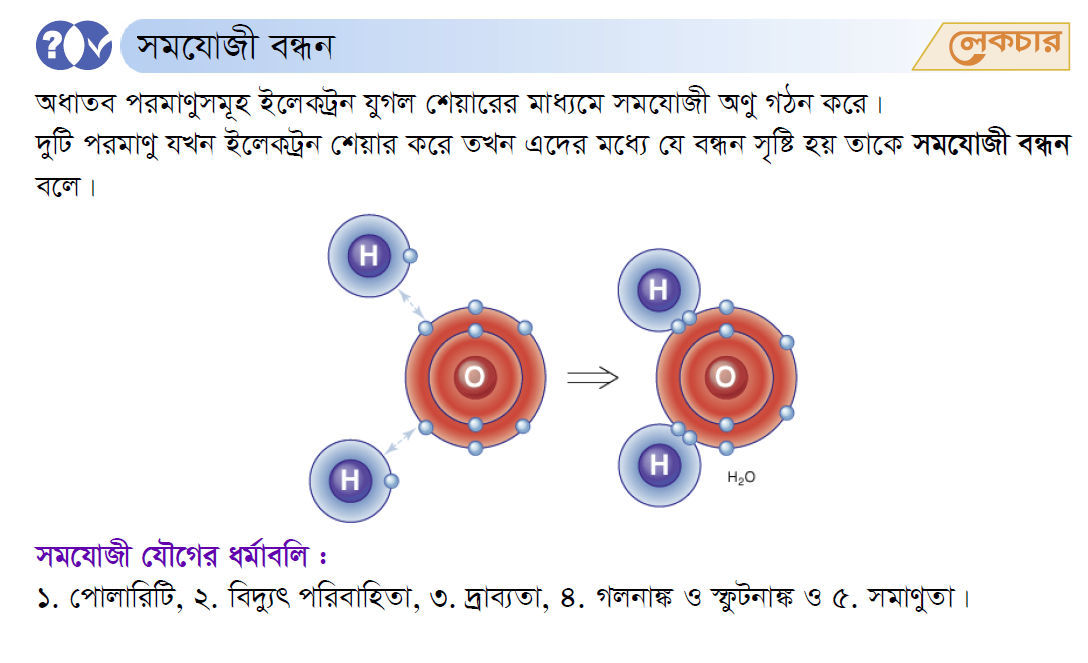 সমযোজী বন্ধন
লেকচার
অধাতব পরমাণুসমূহ ইলেকট্রন যুগল শেয়ারের মাধ্যমে সমযোজী অণু গঠন করে।
দুটি পরমাণু যখন ইলেকট্রন শেয়ার করে তখন এদের মধ্যে যে বন্ধন সৃষ্টি হয় তাকে সমযোজী বন্ধন
বলে।
H
H
O
O
H
H
H₂O
সমযোজী যৌগের ধর্মাবলি :
১. পোলারিটি, ২. বিদ্যুৎ পরিবাহিতা, ৩. দ্রাব্যতা, ৪. গলনাঙ্ক ও স্ফুটনাঙ্ক ও ৫. সমাণুতা।